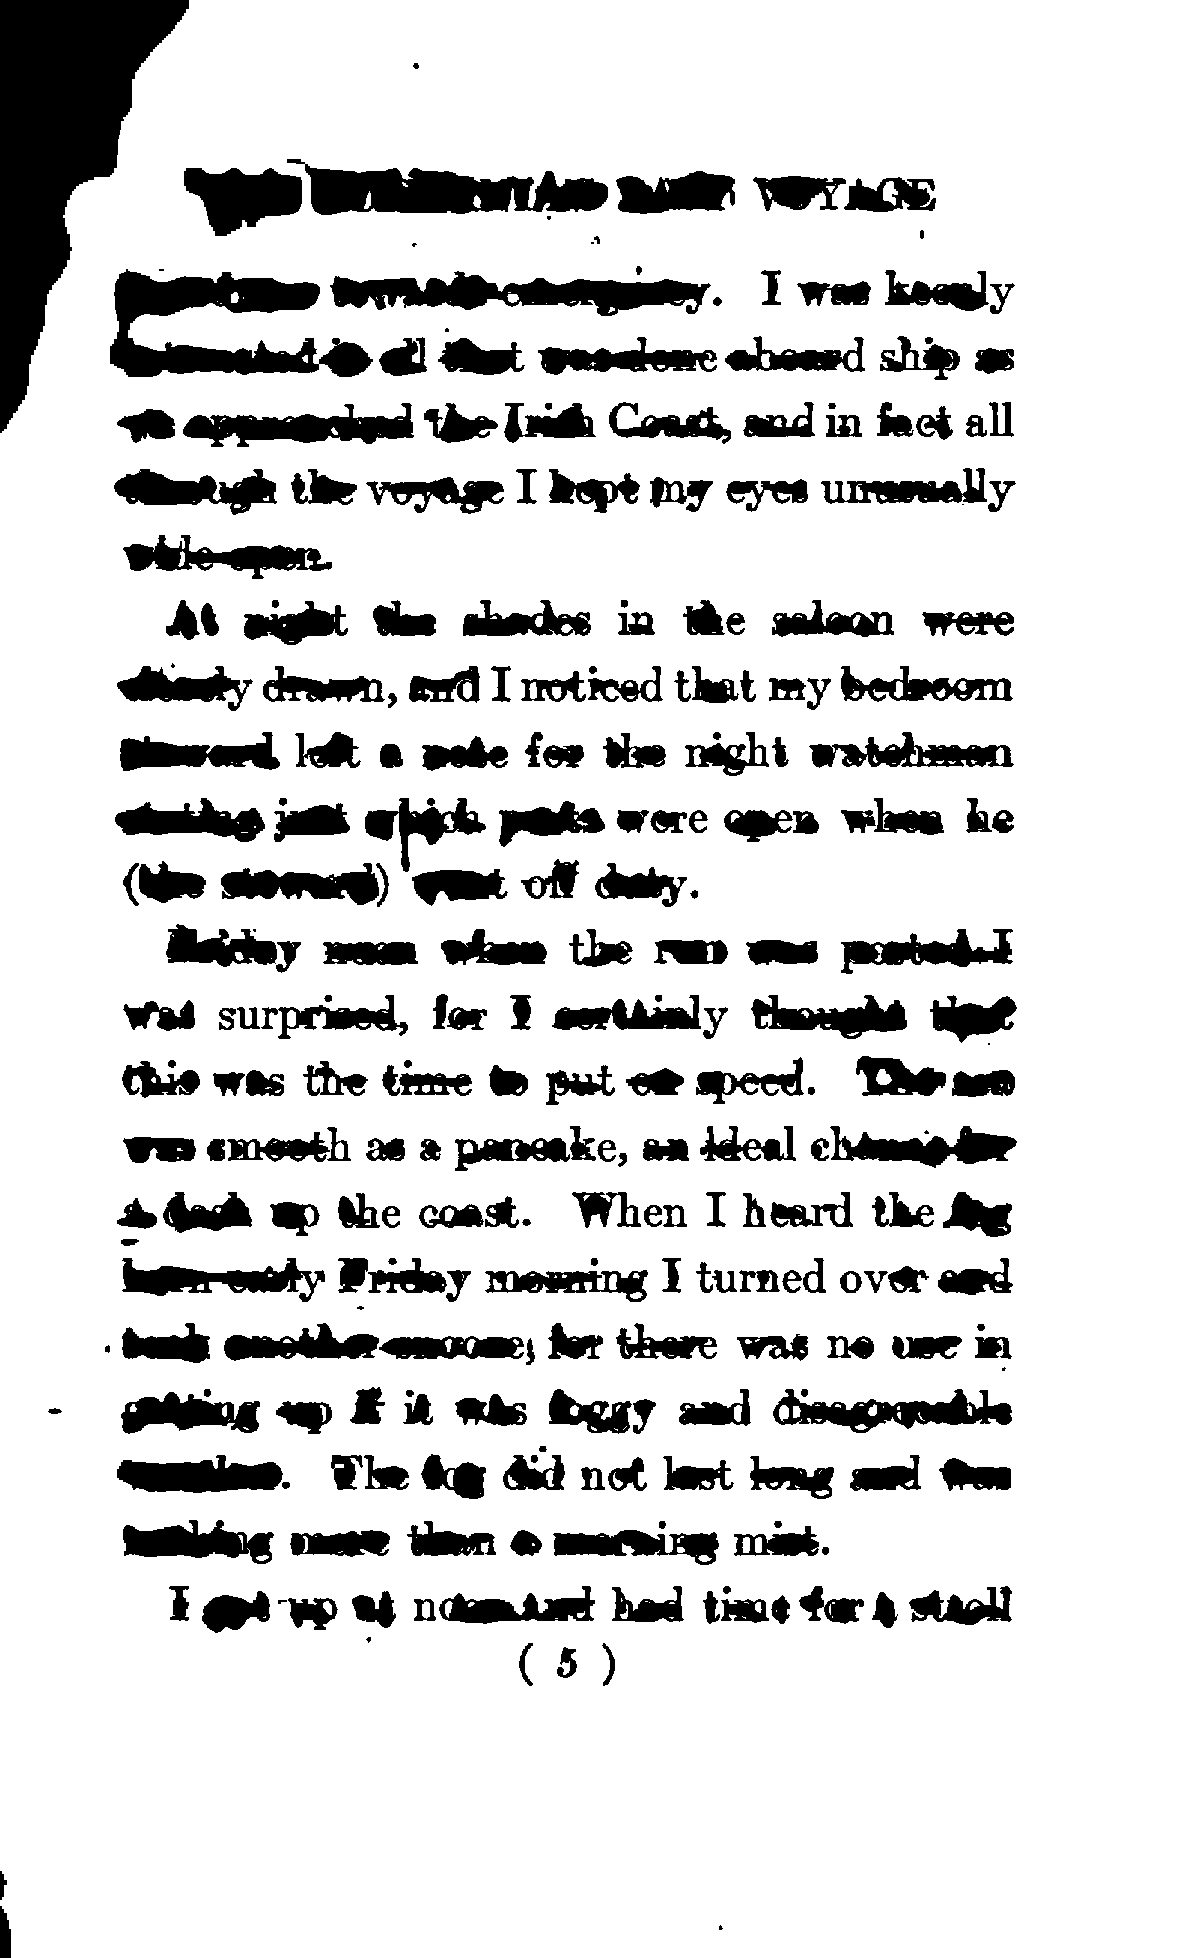 VOYAGE
emergency. I was keenly
interested in all that was done aboard ship as
we approached the Irish Coast, and in fact all
through the voyage I kept my eyes unusually
wide open.
At night the shades in the saloon were
closely drawn, and I noticed that my bedroom
steward left a note for the night watchman
stating just which ports were open when he
(the steward) went off duty.
Friday noon when the run was posted I
was surprised, for I certainly thought that
this was the time to put on speed. The sea
was smooth as a pancake, an ideal chance for
a dash up the coast. When I heard the fog
horn early Friday morning I turned over and
took another snooze, for there was no use in
getting up if it was foggy and disagreeable
weather. The fog did not last long and was
nothing more than a morning mist.
I got up at noon and had time for a stroll
( 5 )